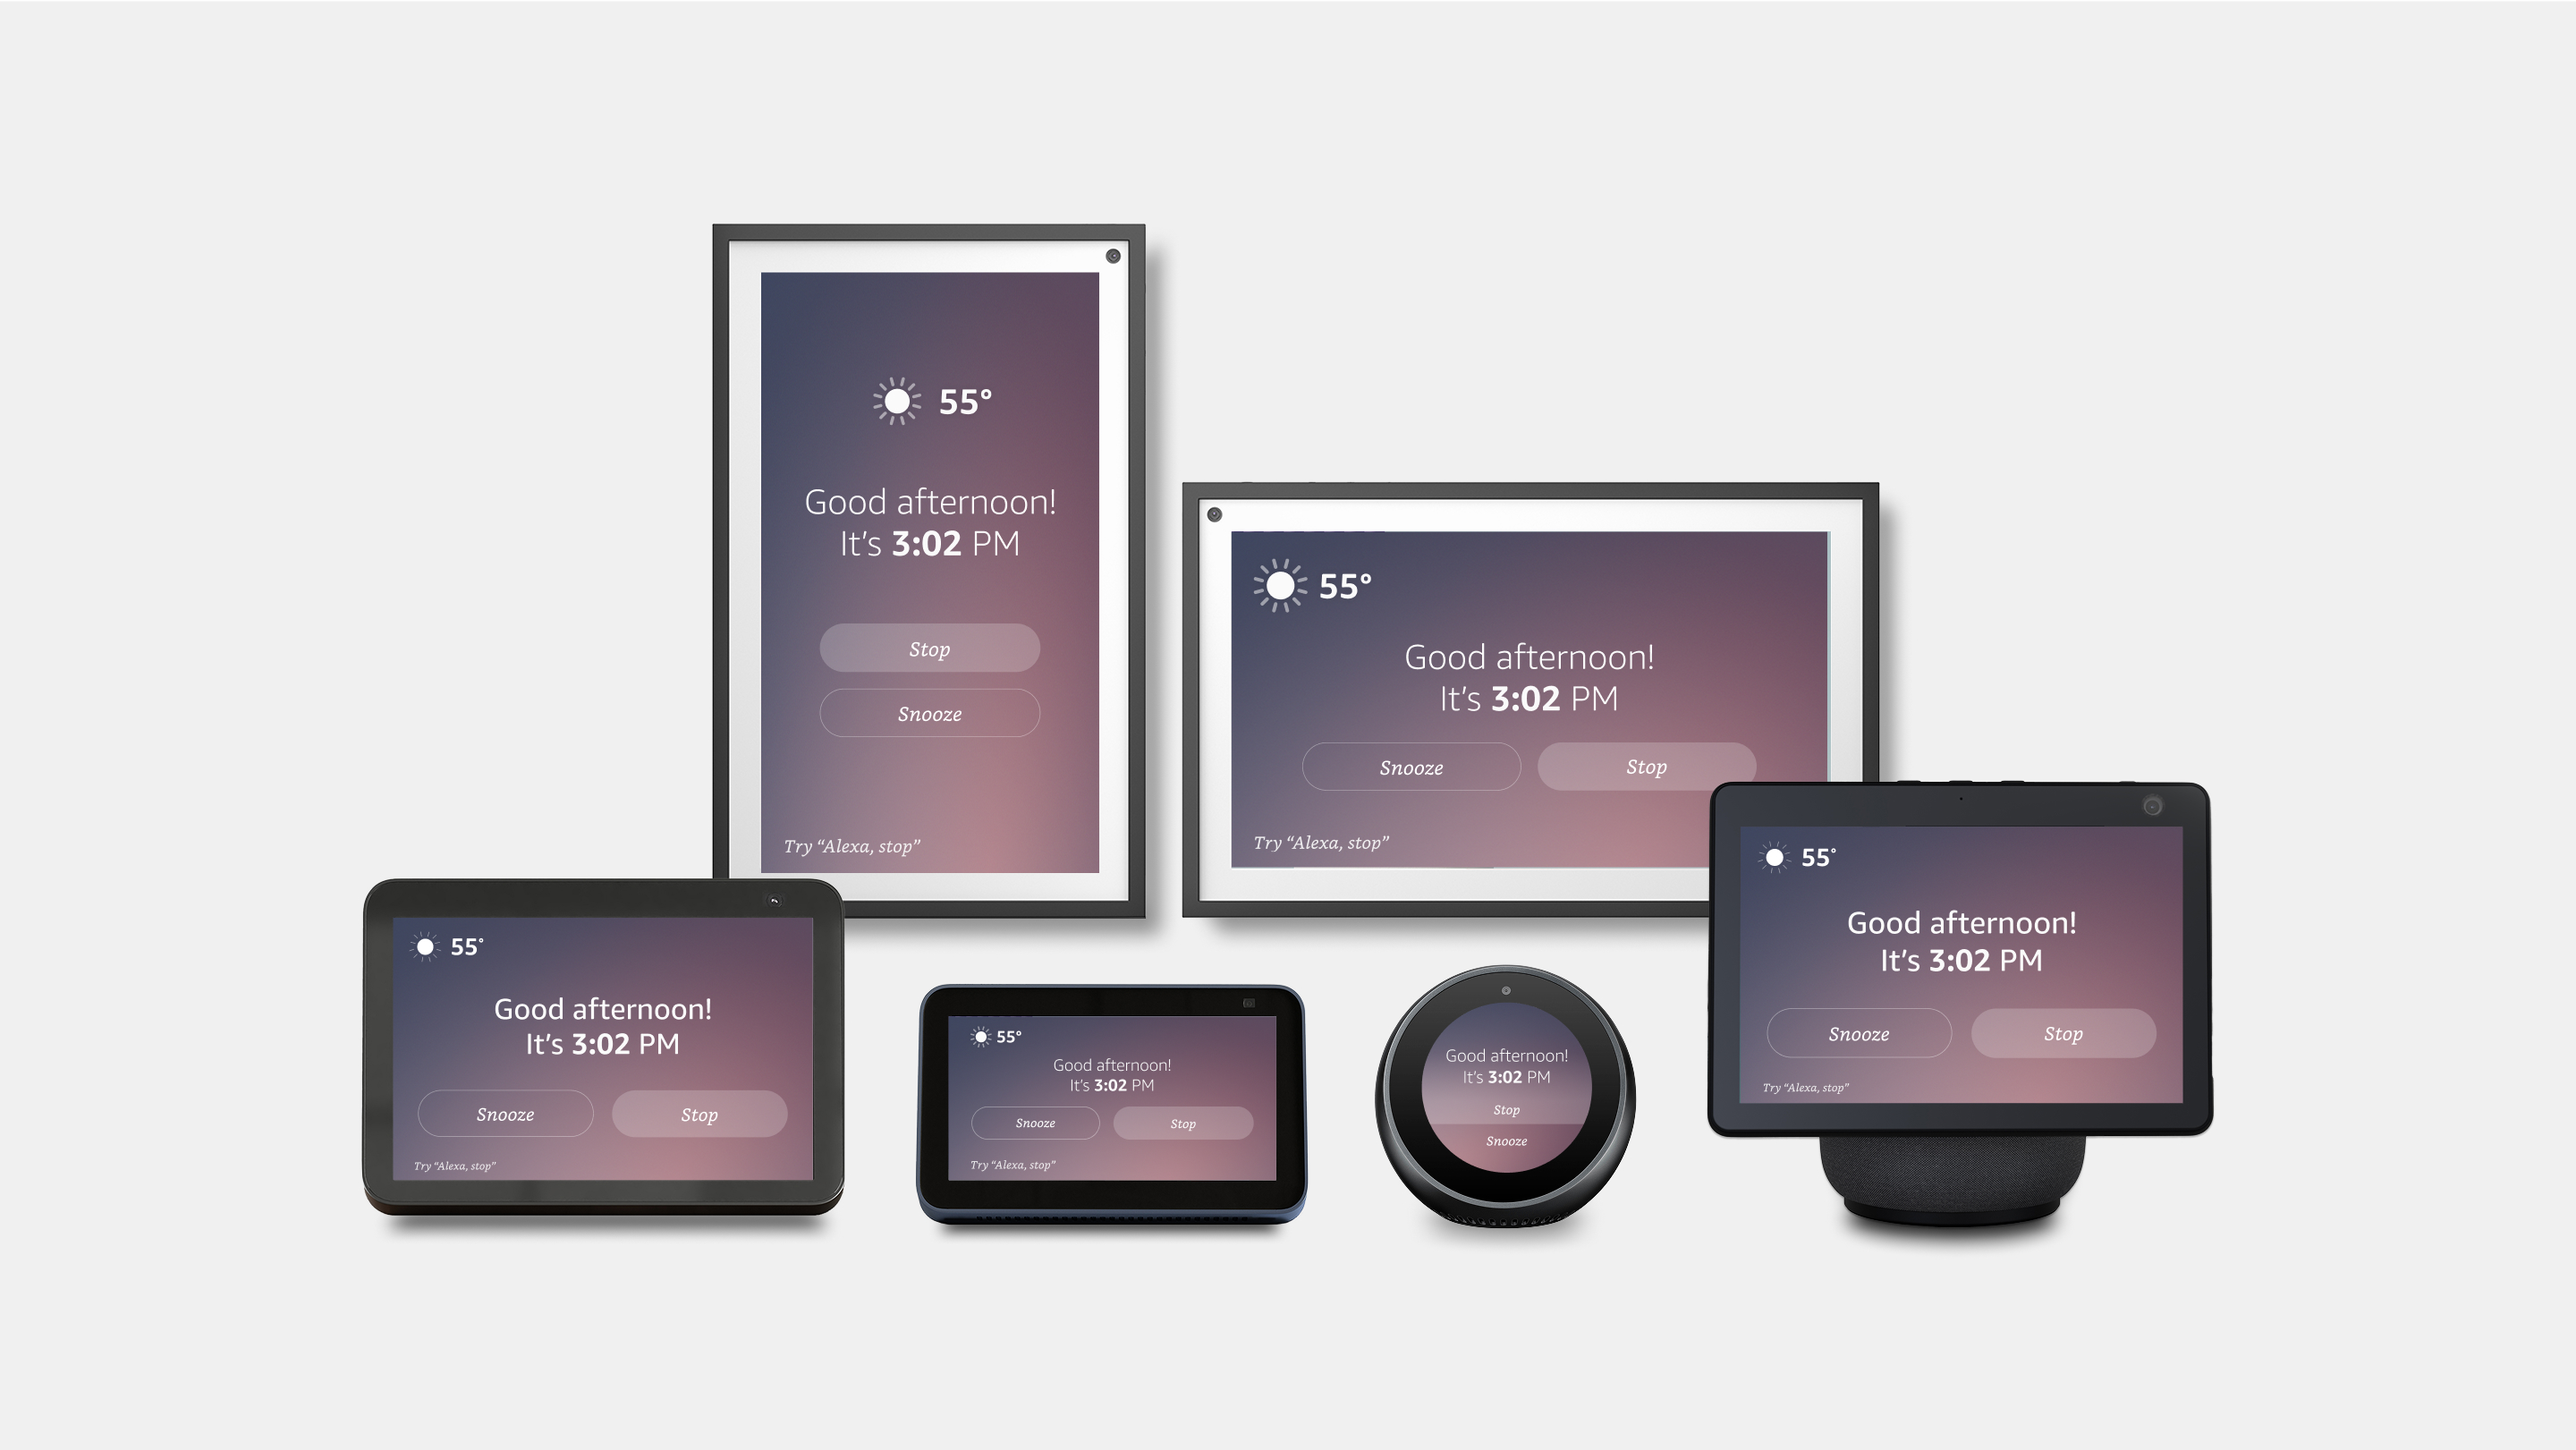 55°
Good afternoon!
It’s 3:02 PM
Stop
Snooze
Try “Alexa, stop”
55°
Good afternoon!
It’s 3:02 PM
Snooze
Stop
Try “Alexa, stop”
55°
Good afternoon!
It’s 3:02 PM
Snooze
Stop
Try “Alexa, stop”
55°
Good afternoon!
It’s 3:02 PM
Snooze
Stop
Try “Alexa, stop”
Good afternoon!
It’s 3:02 PM
Stop
Snooze
55°
Good afternoon!
It’s 3:02 PM
Snooze
Stop
Try “Alexa, stop”